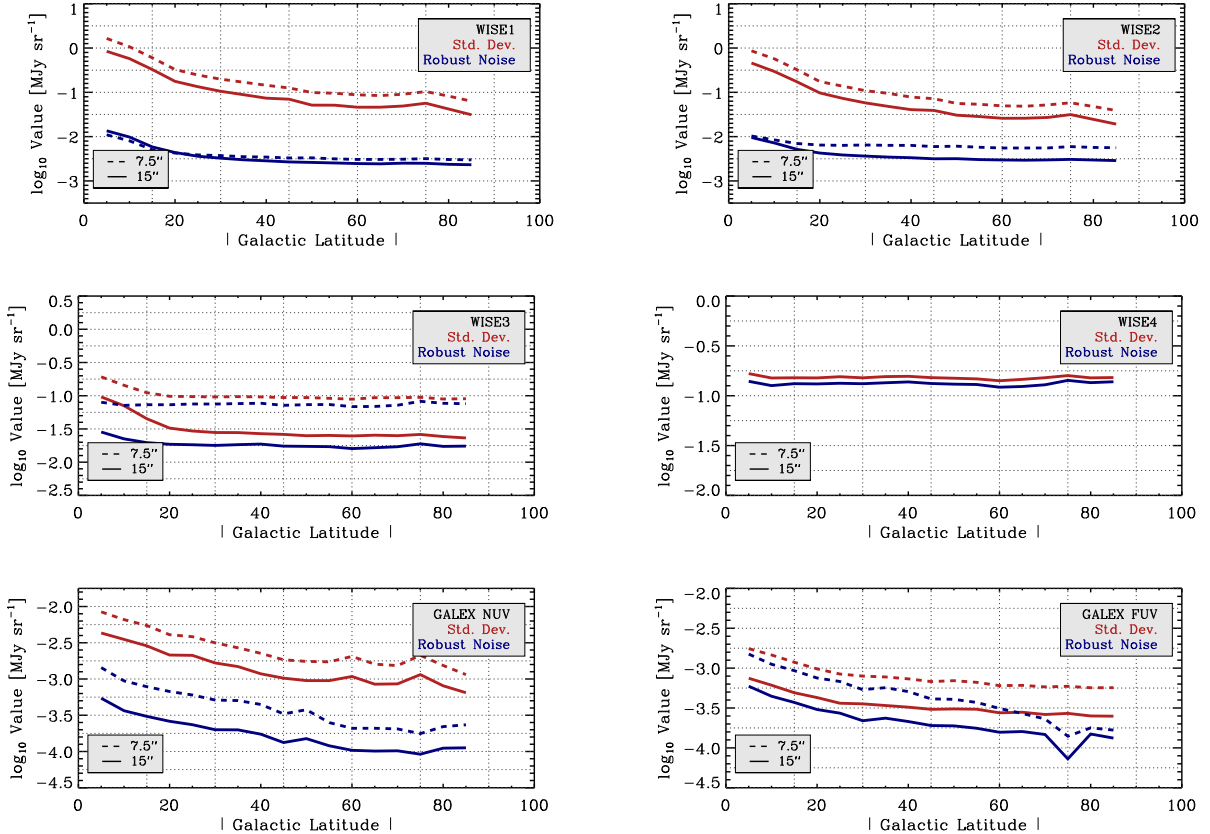 log₁₀ Value [MJy sr⁻¹]
1
0
−1
−2
−3
WISE1
Std. Dev.
Robust Noise
7.5"
15"
0 20 40 60 80 100
| Galactic Latitude |
log₁₀ Value [MJy sr⁻¹]
1
0
−1
−2
−3
WISE2
Std. Dev.
Robust Noise
7.5"
15"
0 20 40 60 80 100
| Galactic Latitude |
log₁₀ Value [MJy sr⁻¹]
0.5
0.0
−0.5
−1.0
−1.5
−2.0
−2.5
WISE3
Std. Dev.
Robust Noise
7.5"
15"
0 20 40 60 80 100
| Galactic Latitude |
log₁₀ Value [MJy sr⁻¹]
0.0
−0.5
−1.0
−1.5
−2.0
WISE4
Std. Dev.
Robust Noise
7.5"
15"
0 20 40 60 80 100
| Galactic Latitude |
log₁₀ Value [MJy sr⁻¹]
−2.0
−2.5
−3.0
−3.5
−4.0
−4.5
GALEX NUV
Std. Dev.
Robust Noise
7.5"
15"
0 20 40 60 80 100
| Galactic Latitude |
log₁₀ Value [MJy sr⁻¹]
−2.0
−2.5
−3.0
−3.5
−4.0
−4.5
GALEX FUV
Std. Dev.
Robust Noise
7.5"
15"
0 20 40 60 80 100
| Galactic Latitude |